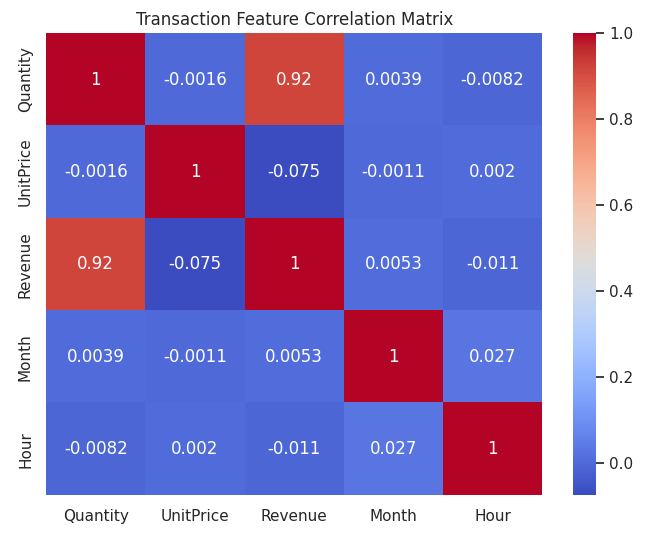 Transaction Feature Correlation Matrix
Quantity 1 -0.0016 0.92 0.0039 -0.0082
UnitPrice -0.0016 1 -0.075 -0.0011 0.002
Revenue 0.92 -0.075 1 0.0053 -0.011
Month 0.0039 -0.0011 0.0053 1 0.027
Hour -0.0082 0.002 -0.011 0.027 1
Quantity UnitPrice Revenue Month Hour
1.0
0.8
0.6
0.4
0.2
0.0